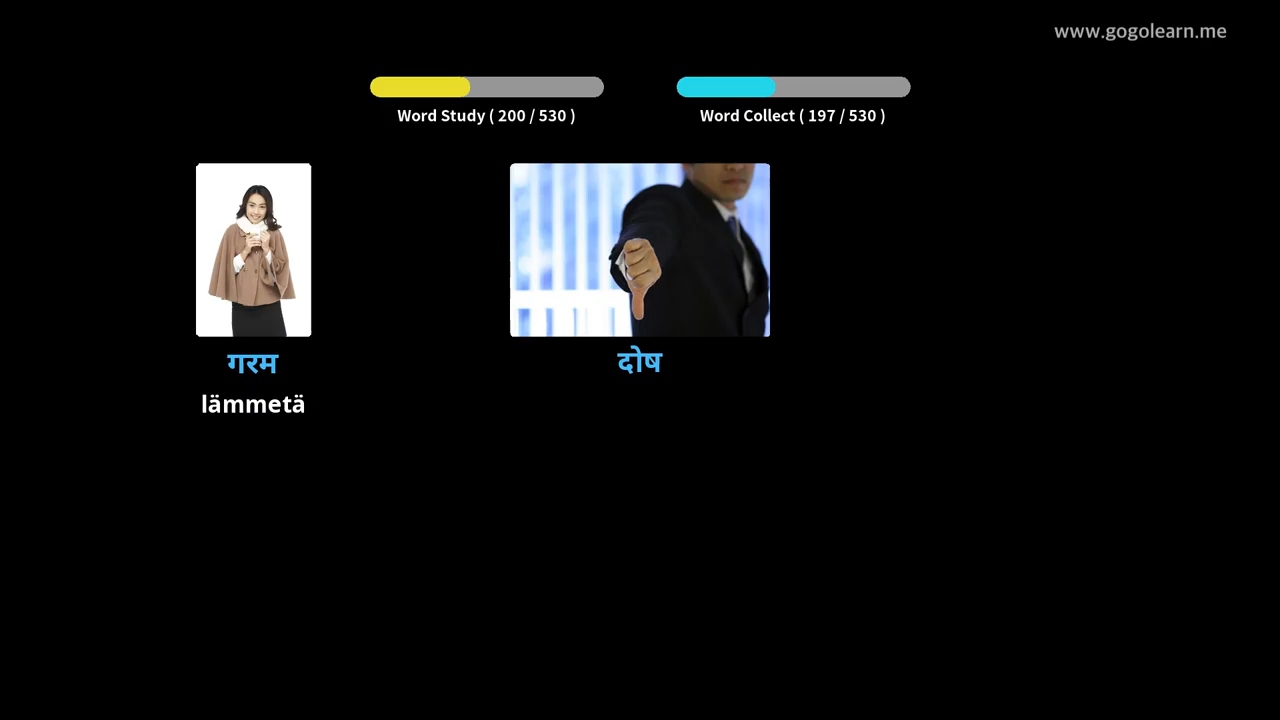 www.gogolearn.me
Word Study ( 200 / 530 )
Word Collect ( 197 / 530 )
गरम
दोष
lämmetä